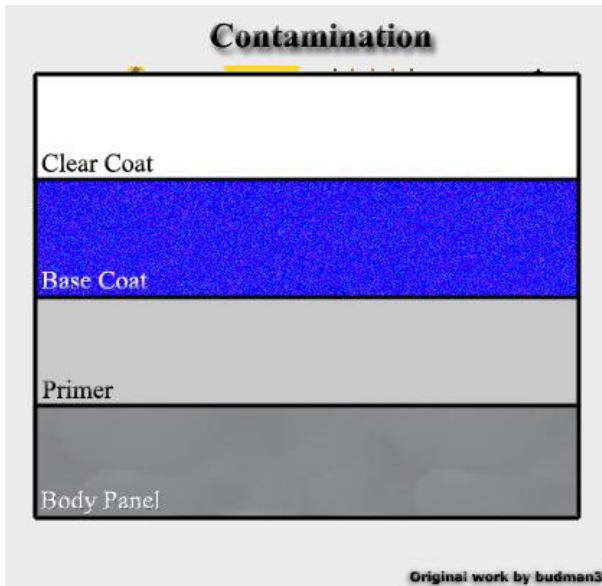 Contamination
Clear Coat
Base Coat
Primer
Body Panel
Original work by budman3